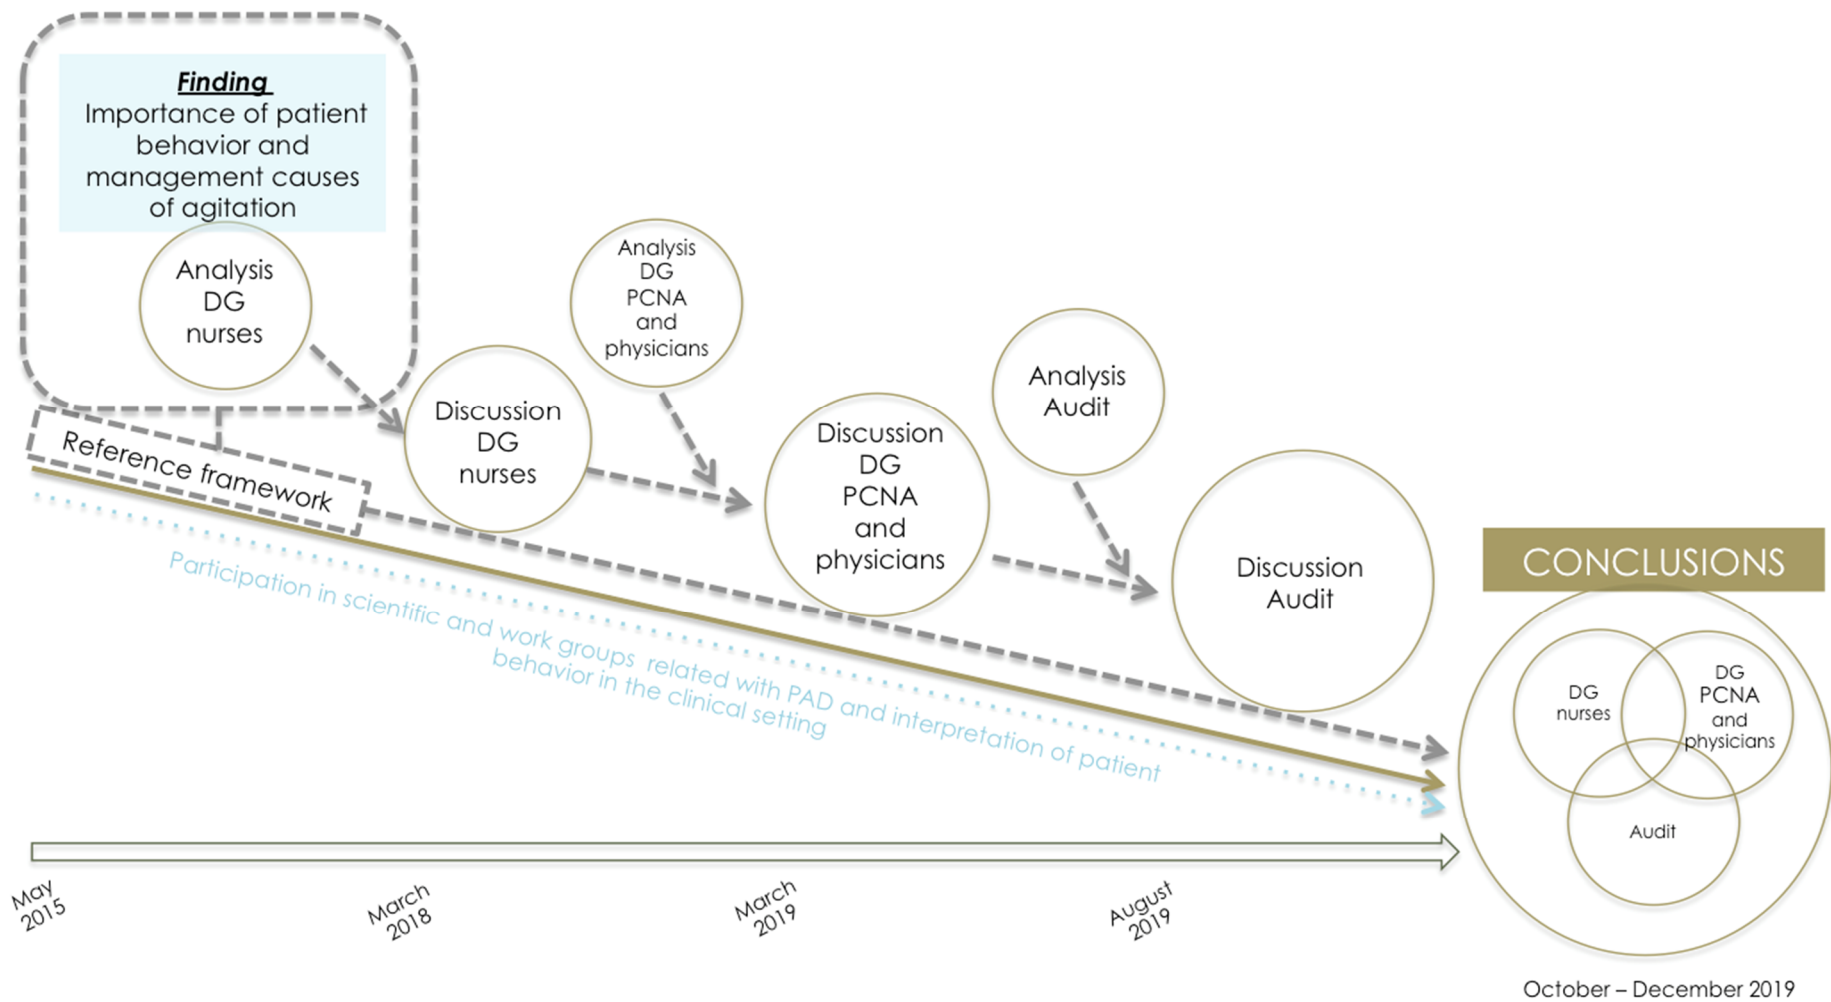 Finding
Importance of patient
behavior and
management causes
of agitation
Analysis
DG
nurses
Reference framework
Discussion
DG
nurses
Analysis
DG
PCNA
and
physicians
Discussion
DG
PCNA
and
physicians
Analysis
Audit
Discussion
Audit
Participation in scientific and work groups related with PAD and interpretation of patient
behavior in the clinical setting
CONCLUSIONS
DG
nurses
DG
PCNA
and
physicians
Audit
May
2015
March
2018
March
2019
August
2019
October – December 2019